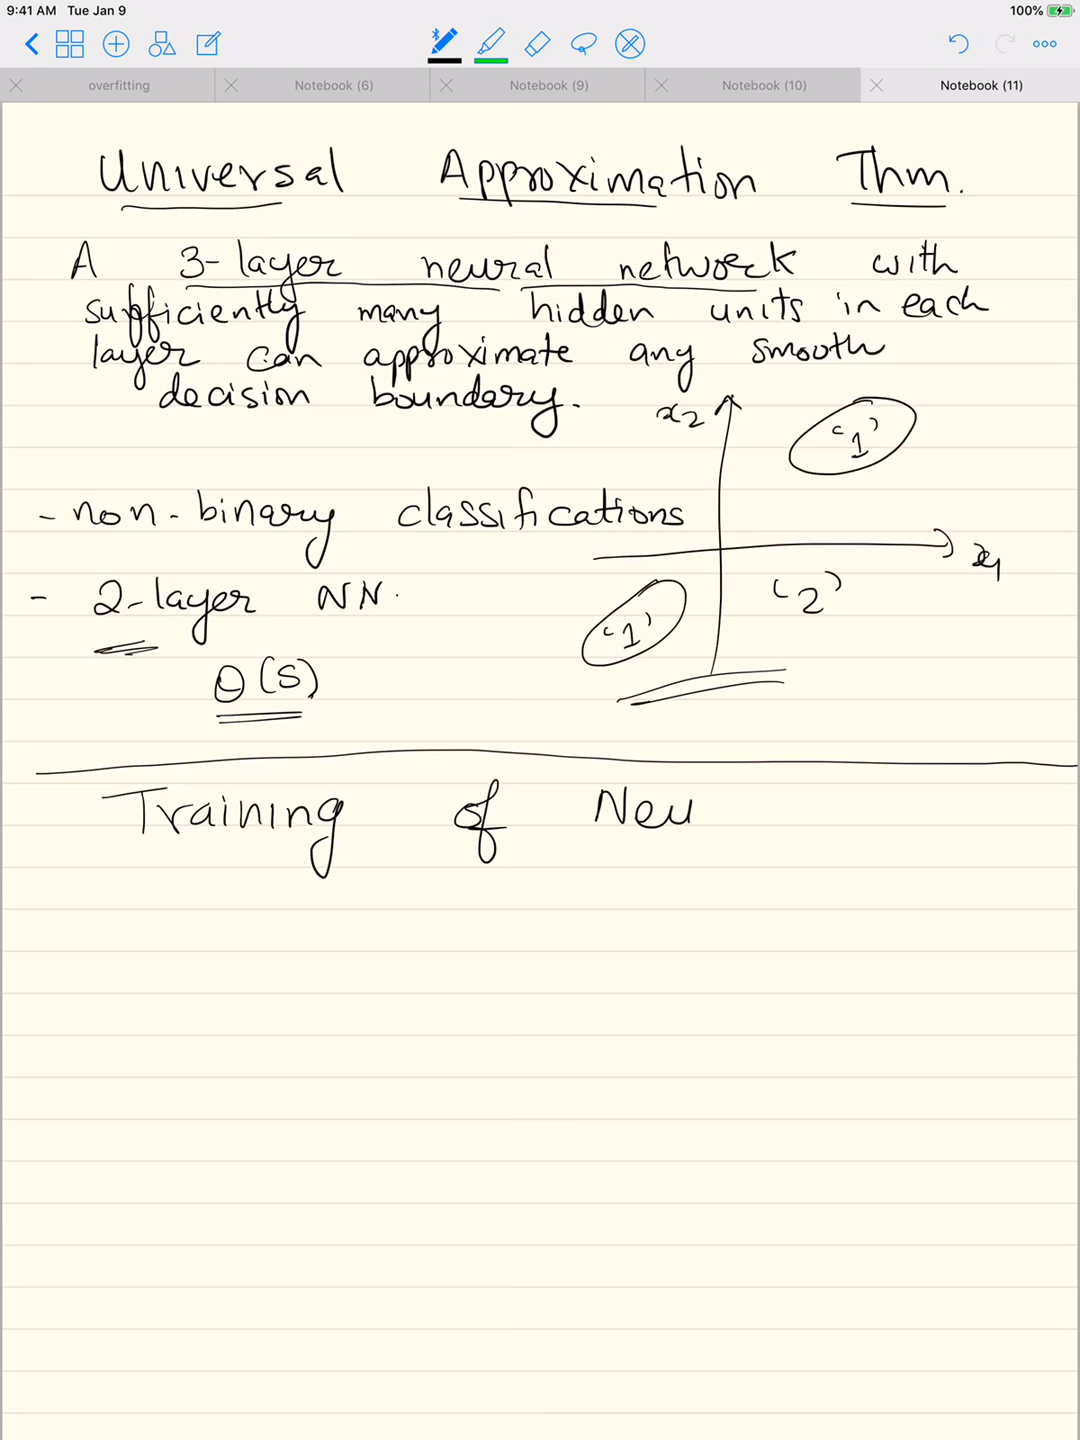 9:41 AM Tue Jan 9 100%
overfitting Notebook (6) Notebook (9) Notebook (10) Notebook (11)
Universal Approximation Thm.
A 3-layer neural network with
sufficiently many hidden units in each
layer can approximate any smooth
decision boundary.
x2
'1'
- non-binary classifications
x1
- 2-layer NN.
'2'
'1'
θ(S)
Training of Neu